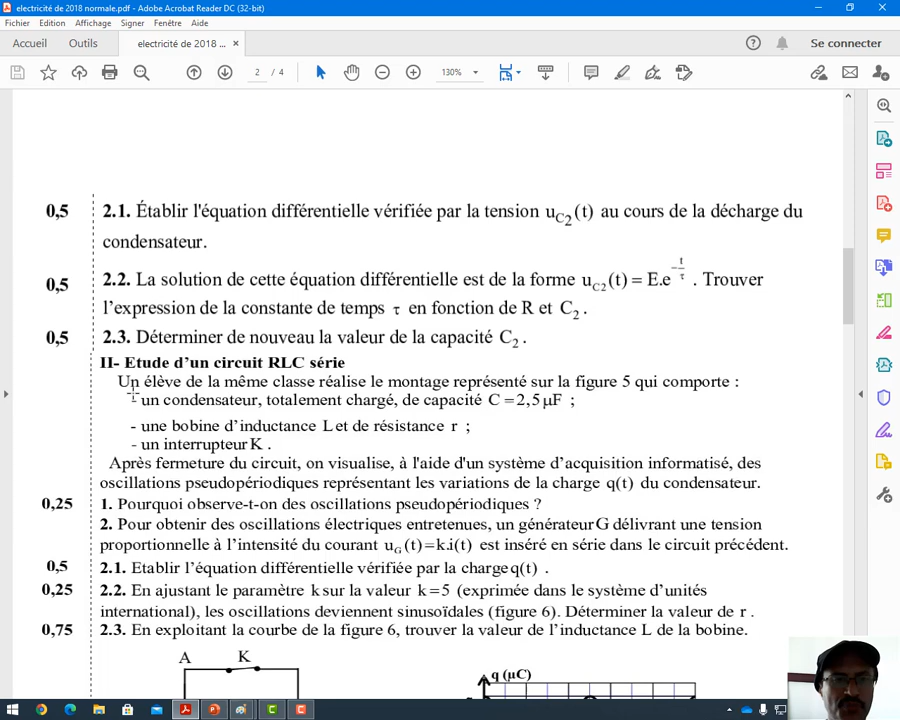 electricité de 2018 normale.pdf - Adobe Acrobat Reader DC (32-bit)
Fichier Edition Affichage Signer Fenêtre Aide
Accueil Outils electricité de 2018 ... × Se connecter
2 / 4 130%
0,5 2.1. Établir l'équation différentielle vérifiée par la tension uC2(t) au cours de la décharge du
condensateur.
0,5 2.2. La solution de cette équation différentielle est de la forme uC2(t) = E.e^(-t/τ) . Trouver
l'expression de la constante de temps τ en fonction de R et C2 .
0,5 2.3. Déterminer de nouveau la valeur de la capacité C2 .
II- Etude d'un circuit RLC série
Un élève de la même classe réalise le montage représenté sur la figure 5 qui comporte :
- un condensateur, totalement chargé, de capacité C = 2,5 µF ;
- une bobine d'inductance L et de résistance r ;
- un interrupteur K .
Après fermeture du circuit, on visualise, à l'aide d'un système d'acquisition informatisé, des
oscillations pseudopériodiques représentant les variations de la charge q(t) du condensateur.
0,25 1. Pourquoi observe-t-on des oscillations pseudopériodiques ?
2. Pour obtenir des oscillations électriques entretenues, un générateur G délivrant une tension
proportionnelle à l'intensité du courant uG(t)=k.i(t) est inséré en série dans le circuit précédent.
0,5 2.1. Etablir l'équation différentielle vérifiée par la charge q(t) .
0,25 2.2. En ajustant le paramètre k sur la valeur k=5 (exprimée dans le système d'unités
international), les oscillations deviennent sinusoïdales (figure 6). Déterminer la valeur de r .
0,75 2.3. En exploitant la courbe de la figure 6, trouver la valeur de l'inductance L de la bobine.
A K
q (µC)